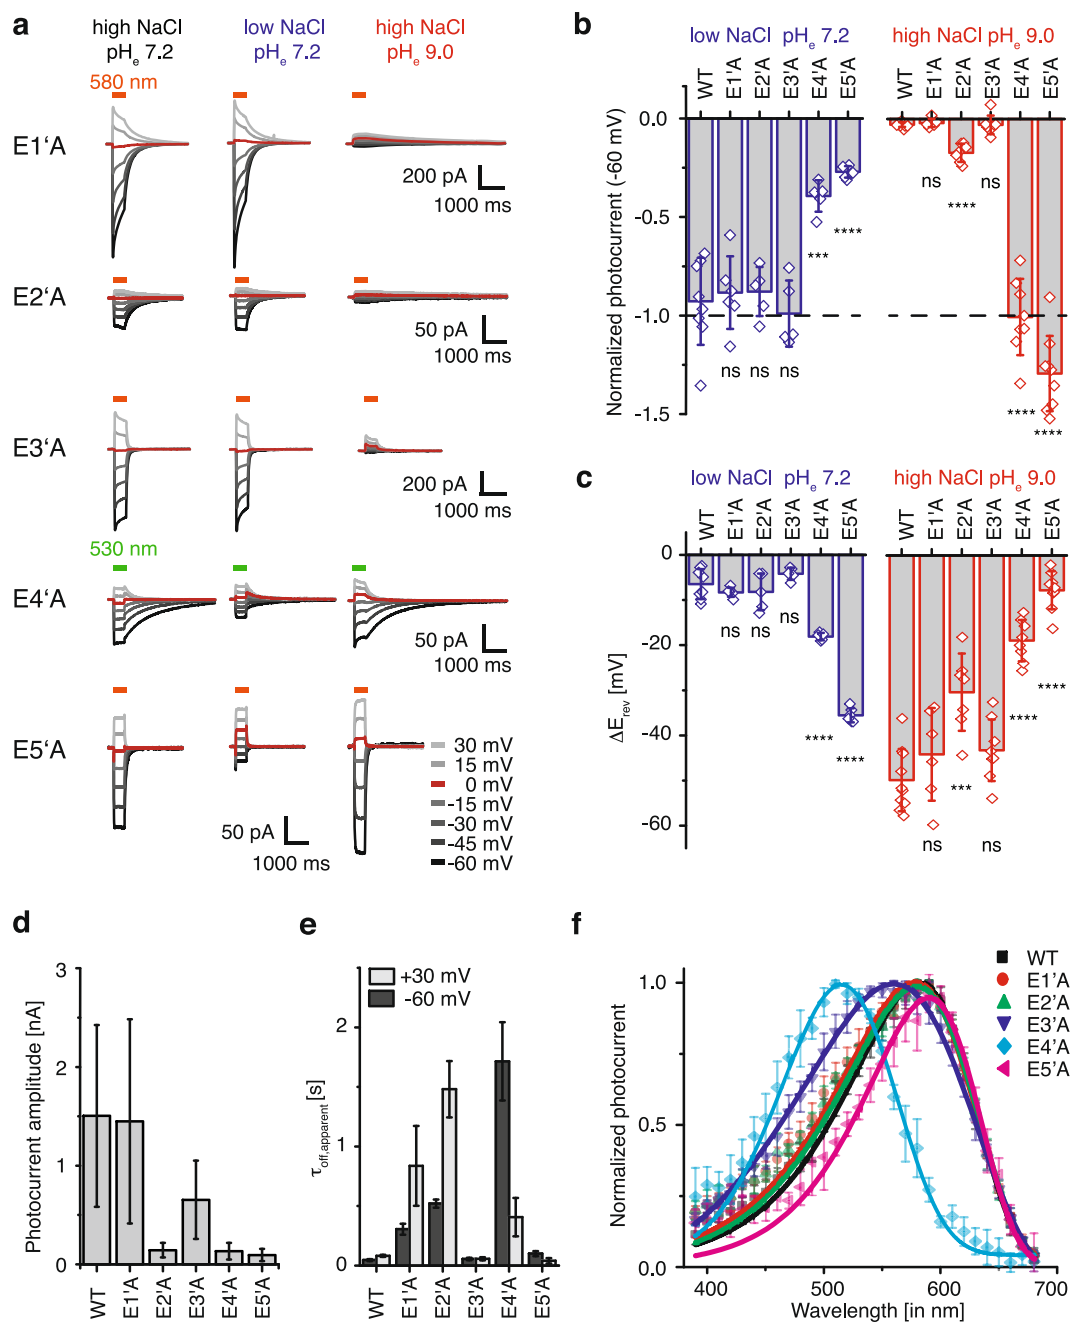 a
high NaCl
pHe 7.2
low NaCl
pHe 7.2
high NaCl
pHe 9.0
580 nm
E1'A
200 pA
1000 ms
E2'A
50 pA
1000 ms
E3'A
200 pA
1000 ms
530 nm
E4'A
50 pA
1000 ms
E5'A
50 pA
1000 ms
30 mV
15 mV
0 mV
-15 mV
-30 mV
-45 mV
-60 mV
b
low NaCl pHe 7.2
high NaCl pHe 9.0
WT E1'A E2'A E3'A E4'A E5'A
WT E1'A E2'A E3'A E4'A E5'A
Normalized photocurrent (-60 mV)
0.0
-0.5
-1.0
-1.5
ns ns ns *** ****
ns **** ns **** ****
c
low NaCl pHe 7.2
high NaCl pHe 9.0
WT E1'A E2'A E3'A E4'A E5'A
WT E1'A E2'A E3'A E4'A E5'A
ΔErev [mV]
0
-20
-40
-60
ns ns ns **** ****
ns *** ns **** ****
d
Photocurrent amplitude [nA]
3
2
1
0
WT E1'A E2'A E3'A E4'A E5'A
e
+30 mV
-60 mV
τoff,apparent [s]
2
1
0
WT E1'A E2'A E3'A E4'A E5'A
f
WT
E1'A
E2'A
E3'A
E4'A
E5'A
Normalized photocurrent
1.0
0.5
0.0
400 500 600 700
Wavelength [in nm]